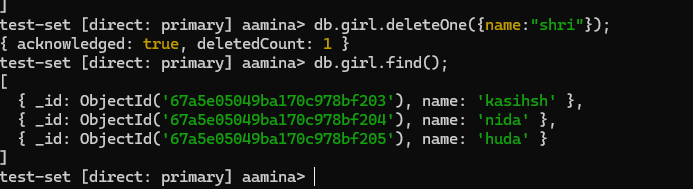 ]
test-set [direct: primary] aamina> db.girl.deleteOne({name:"shri"});
{ acknowledged: true, deletedCount: 1 }
test-set [direct: primary] aamina> db.girl.find();
[
  { _id: ObjectId('67a5e05049ba170c978bf203'), name: 'kasihsh' },
  { _id: ObjectId('67a5e05049ba170c978bf204'), name: 'nida' },
  { _id: ObjectId('67a5e05049ba170c978bf205'), name: 'huda' }
]
test-set [direct: primary] aamina>